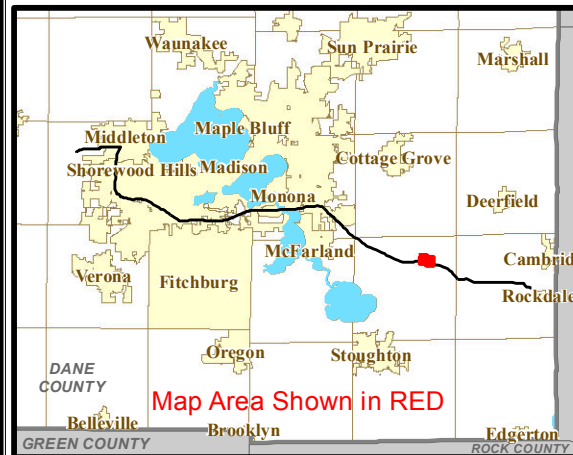 Waunakee
Sun Prairie
Marshall
Middleton
Maple Bluff
Shorewood Hills
Madison
Cottage Grove
Monona
Deerfield
McFarland
Cambrid
Verona
Fitchburg
Rockdale
Oregon
Stoughton
DANE
COUNTY
Map Area Shown in RED
Belleville
Brooklyn
Edgerton
GREEN COUNTY
ROCK COUNTY